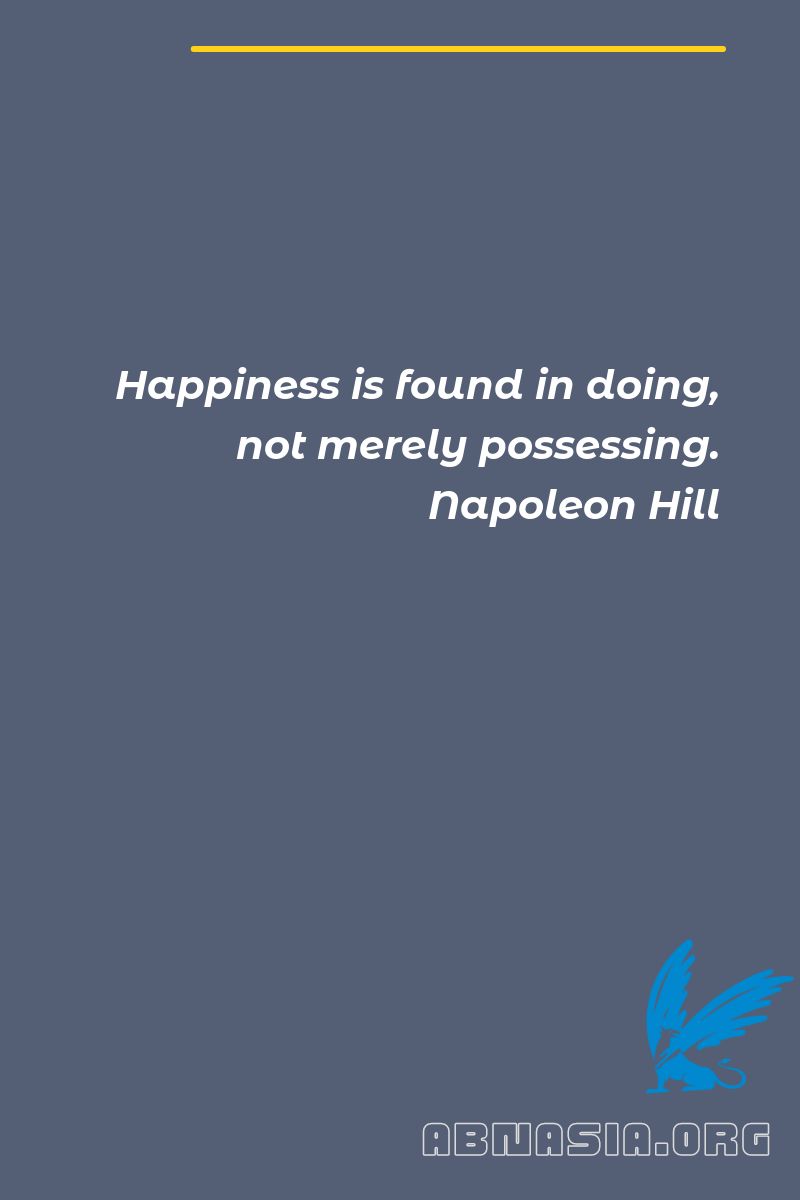 Happiness is found in doing,
not merely possessing.
Napoleon Hill
ABNASIA.ORG